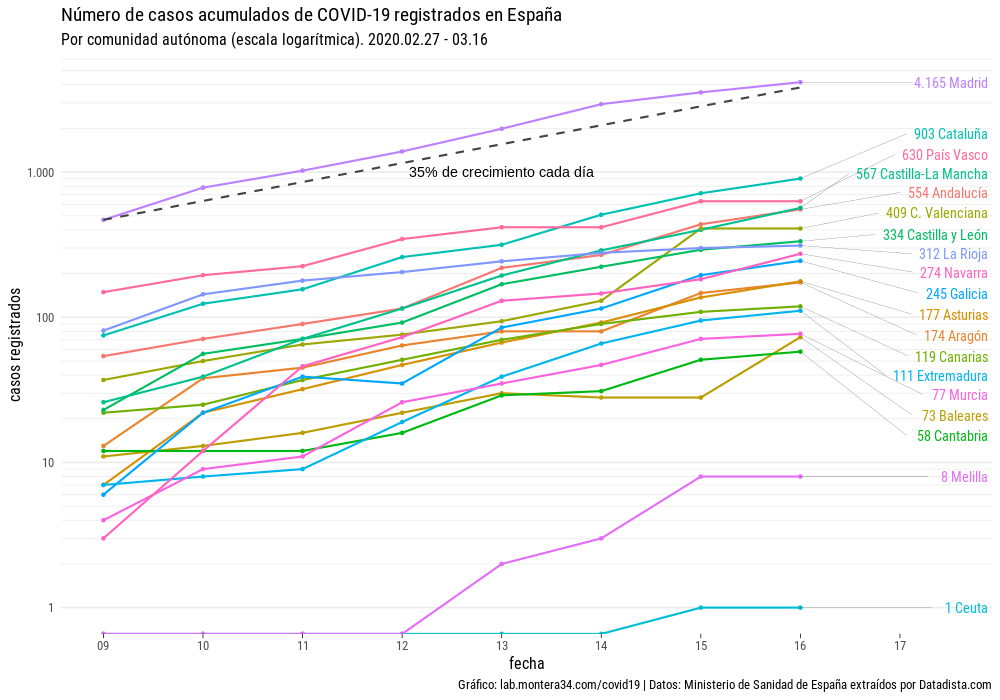 Número de casos acumulados de COVID-19 registrados en España
Por comunidad autónoma (escala logarítmica). 2020.02.27 - 03.16
4.165 Madrid
903 Cataluña
630 País Vasco
567 Castilla-La Mancha
554 Andalucía
409 C. Valenciana
334 Castilla y León
312 La Rioja
274 Navarra
245 Galicia
177 Asturias
174 Aragón
119 Canarias
111 Extremadura
77 Murcia
73 Baleares
58 Cantabria
8 Melilla
1 Ceuta
35% de crecimiento cada día
casos registrados
1.000
100
10
1
09 10 11 12 13 14 15 16 17
fecha
Gráfico: lab.montera34.com/covid19 | Datos: Ministerio de Sanidad de España extraídos por Datadista.com